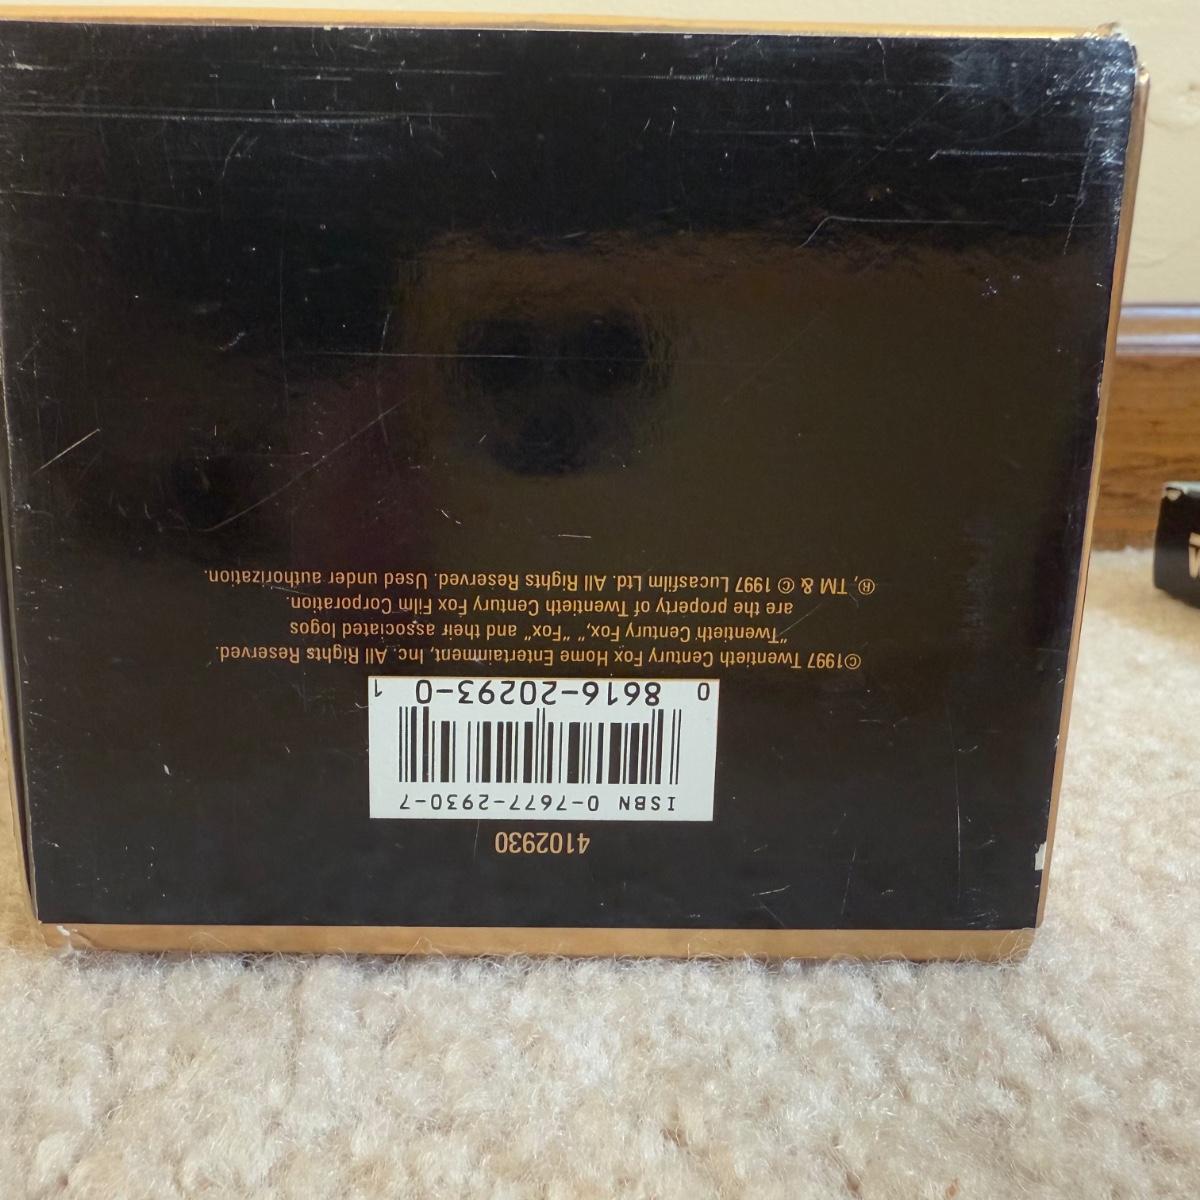 4102930
ISBN 0-7677-2930-7
0 8616-20293-0 1
©1997 Twentieth Century Fox Home Entertainment, Inc. All Rights Reserved.
"Twentieth Century Fox," "Fox" and their associated logos
are the property of Twentieth Century Fox Film Corporation.
®, TM & © 1997 Lucasfilm Ltd. All Rights Reserved. Used under authorization.